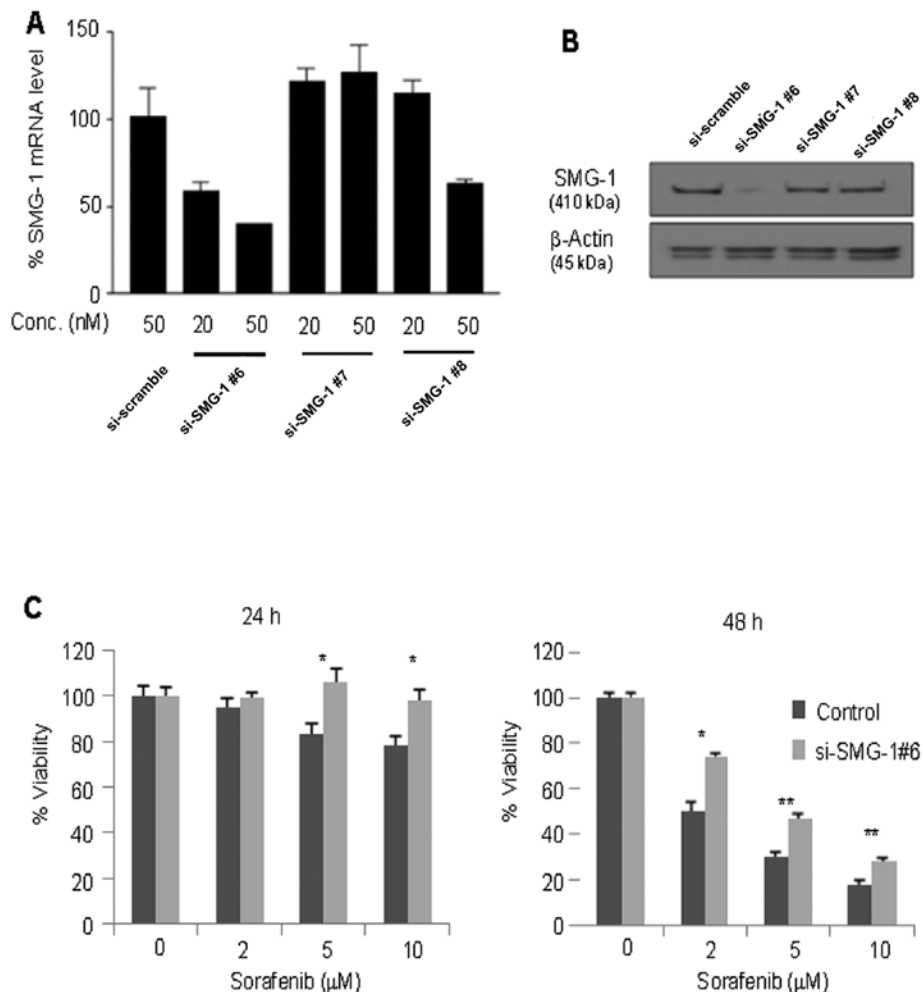 A
% SMG-1 mRNA level
150
100
50
0
Conc. (nM)
50 20 50 20 50 20 50
si-scramble
si-SMG-1 #6
si-SMG-1 #7
si-SMG-1 #8
B
si-scramble
si-SMG-1 #6
si-SMG-1 #7
si-SMG-1 #8
SMG-1
(410 kDa)
β-Actin
(45 kDa)
C
24 h
% Viability
120
100
80
60
40
20
0
* *
0 2 5 10
Sorafenib (μM)
48 h
% Viability
120
100
80
60
40
20
0
* ** **
Control
si-SMG-1#6
0 2 5 10
Sorafenib (μM)